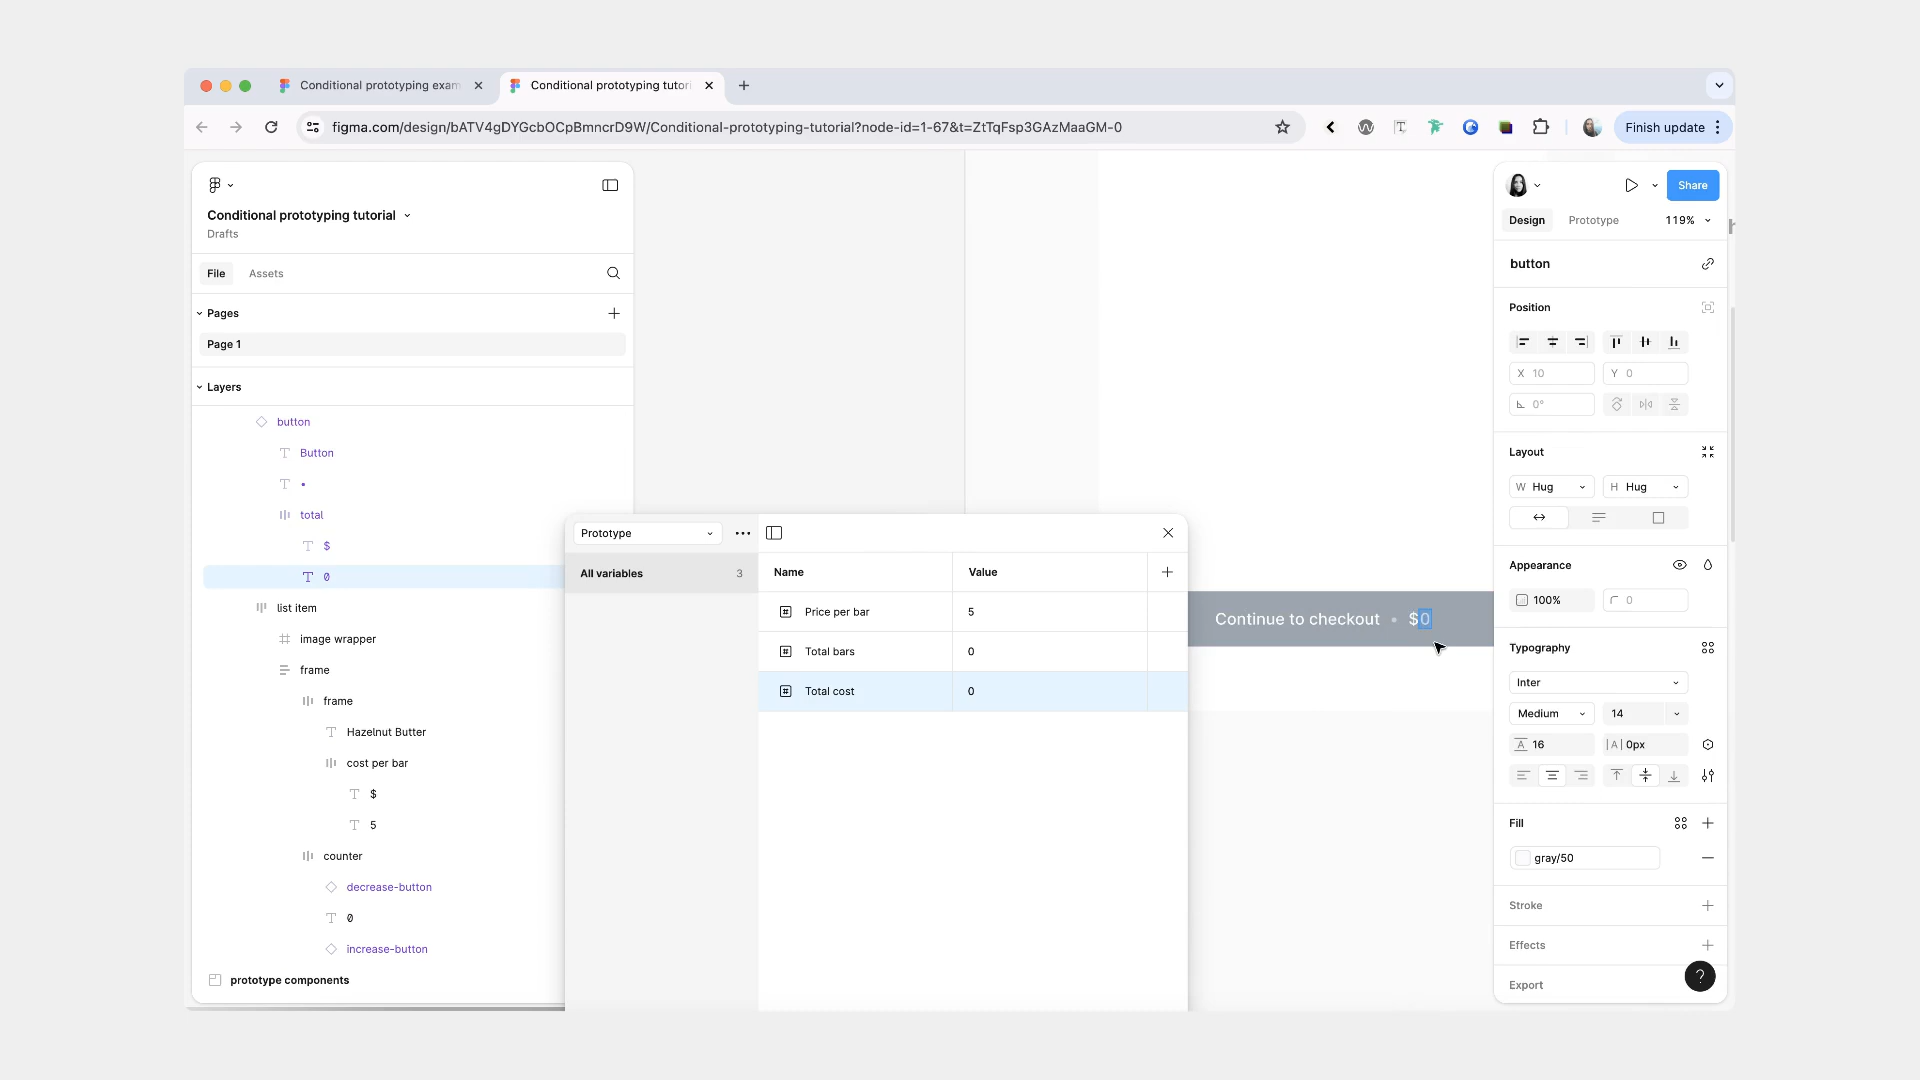 Conditional prototyping exam
Conditional prototyping tutori
figma.com/design/bATV4gDYGcbOCpBmncrD9W/Conditional-prototyping-tutorial?node-id=1-67&t=ZtTqFsp3GAzMaaGM-0
Finish update
Conditional prototyping tutorial
Drafts
File
Assets
Pages
Page 1
Layers
button
Button
•
total
$
0
list item
image wrapper
frame
frame
Hazelnut Butter
cost per bar
$
5
counter
decrease-button
0
increase-button
prototype components
Prototype
All variables 3
Name Value
Price per bar 5
Total bars 0
Total cost 0
Continue to checkout • $0
Share
Design Prototype 119%
button
Position
X 10 Y 0
0°
Layout
W Hug H Hug
Appearance
100% 0
Typography
Inter
Medium 14
A 16 |A| 0px
Fill
gray/50
Stroke
Effects
Export
?